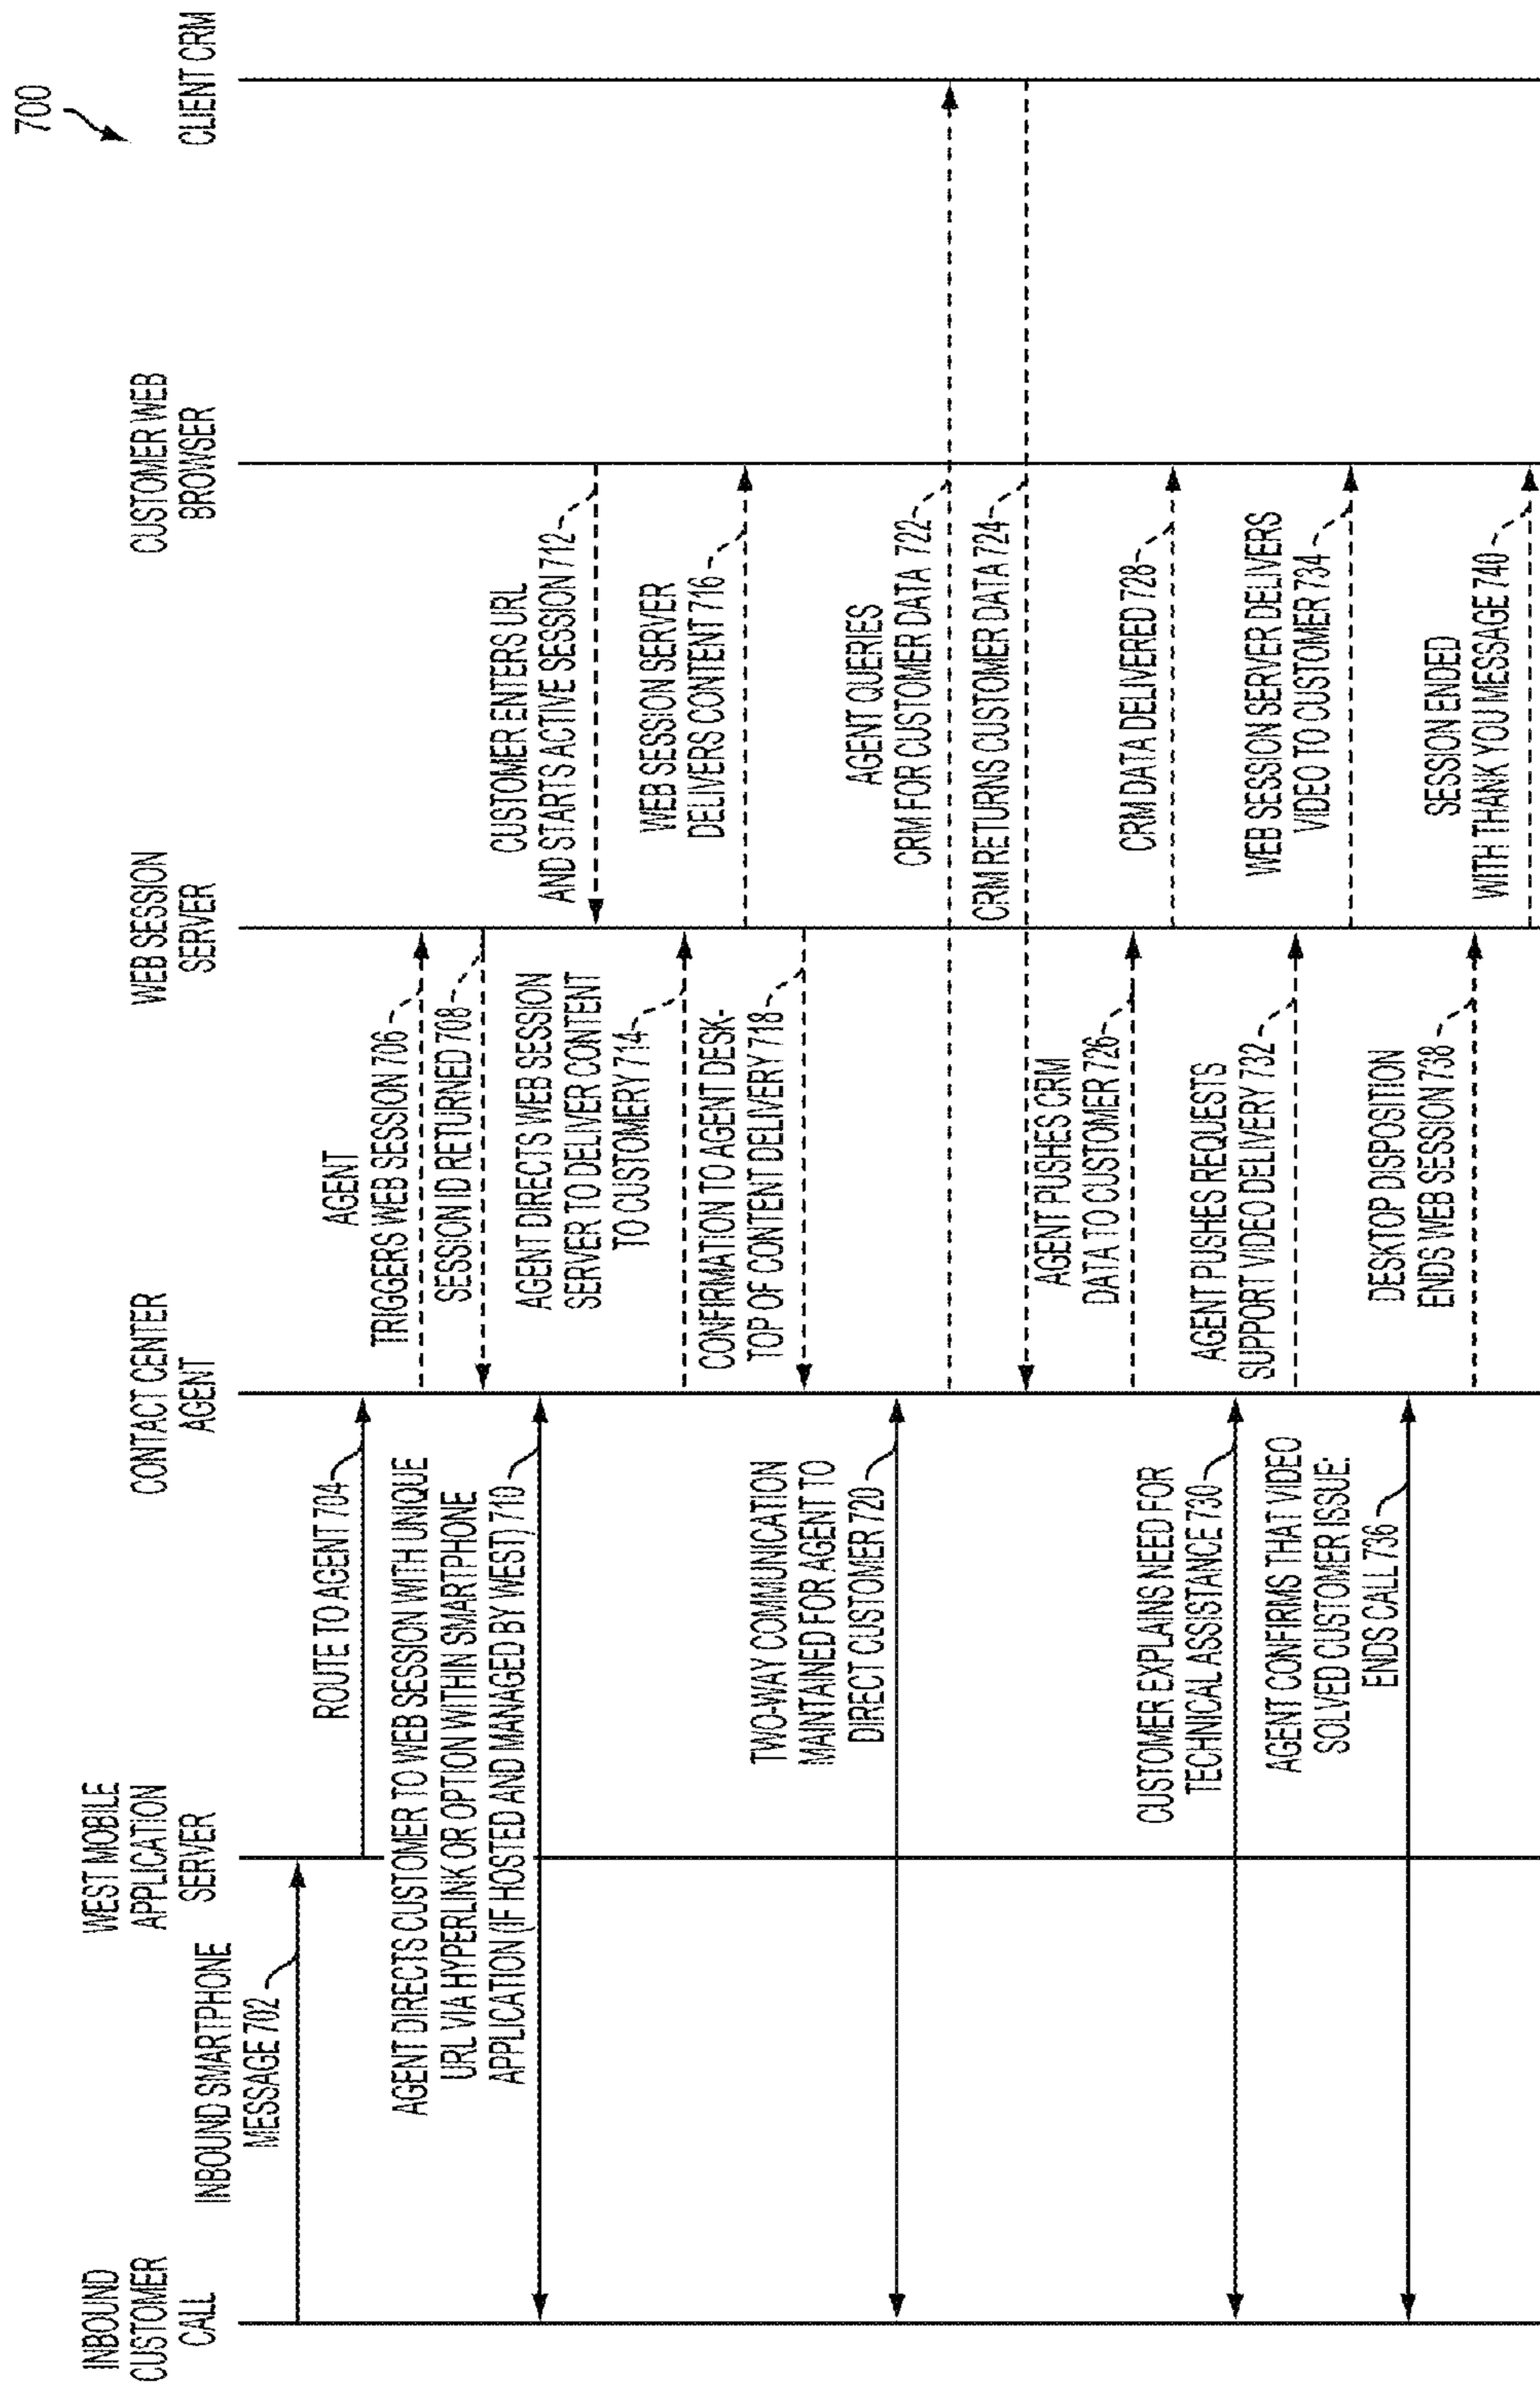 700
INBOUND
CUSTOMER
CALL
WEST MOBILE
APPLICATION
SERVER
CONTACT CENTER
AGENT
WEB SESSION
SERVER
CUSTOMER WEB
BROWSER
CLIENT CRM
INBOUND SMARTPHONE
MESSAGE 702
ROUTE TO AGENT 704
AGENT
TRIGGERS WEB SESSION 706
SESSION ID RETURNED 708
AGENT DIRECTS CUSTOMER TO WEB SESSION WITH UNIQUE
URL VIA HYPERLINK OR OPTION WITHIN SMARTPHONE
APPLICATION (IF HOSTED AND MANAGED BY WEST) 710
CUSTOMER ENTERS URL
AND STARTS ACTIVE SESSION 712
AGENT DIRECTS WEB SESSION
SERVER TO DELIVER CONTENT
TO CUSTOMERY 714
WEB SESSION SERVER
DELIVERS CONTENT 716
CONFIRMATION TO AGENT DESK-
TOP OF CONTENT DELIVERY 718
TWO-WAY COMMUNICATION
MAINTAINED FOR AGENT TO
DIRECT CUSTOMER 720
AGENT QUERIES
CRM FOR CUSTOMER DATA 722
CRM RETURNS CUSTOMER DATA 724
AGENT PUSHES CRM
DATA TO CUSTOMER 726
CRM DATA DELIVERED 728
CUSTOMER EXPLAINS NEED FOR
TECHNICAL ASSISTANCE 730
AGENT PUSHES REQUESTS
SUPPORT VIDEO DELIVERY 732
WEB SESSION SERVER DELIVERS
VIDEO TO CUSTOMER 734
AGENT CONFIRMS THAT VIDEO
SOLVED CUSTOMER ISSUE:
ENDS CALL 736
DESKTOP DISPOSITION
ENDS WEB SESSION 738
SESSION ENDED
WITH THANK YOU MESSAGE 740